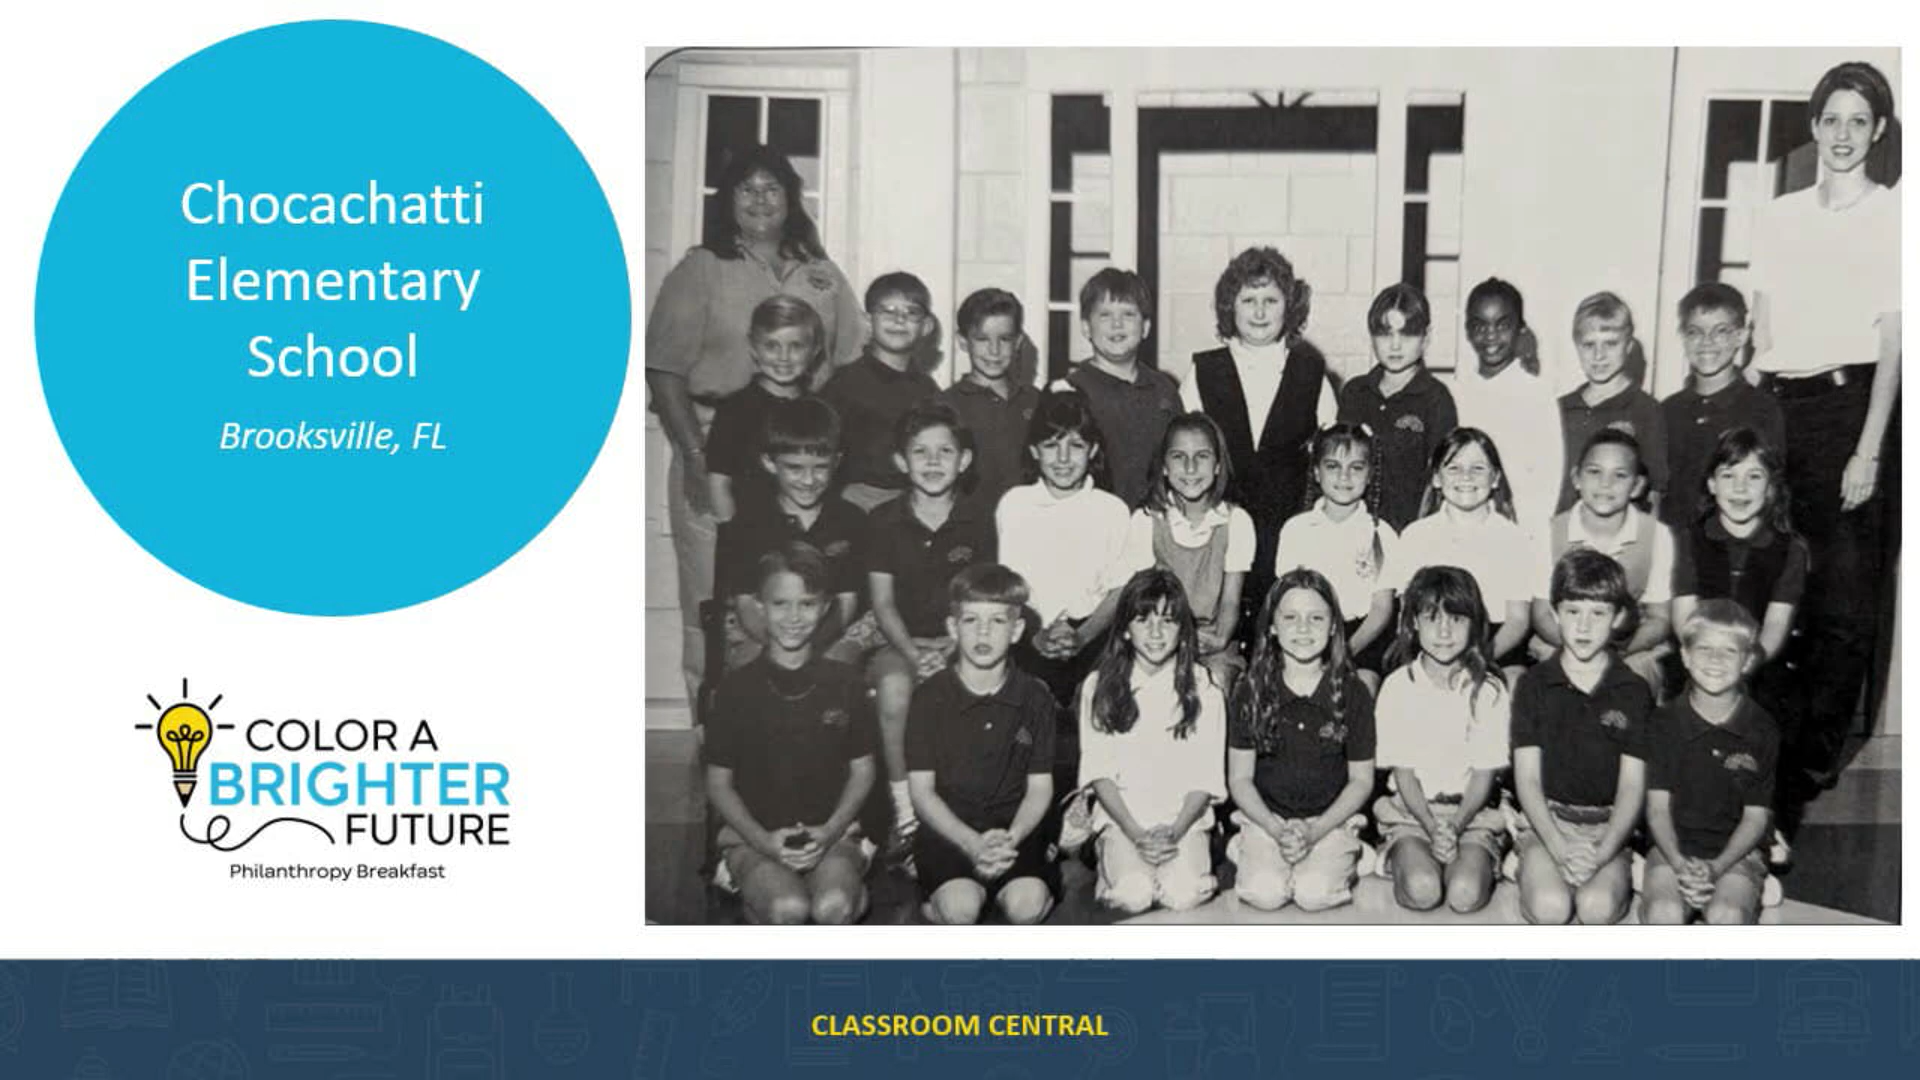 Chocachatti
Elementary
School
Brooksville, FL
COLOR A
BRIGHTER
FUTURE
Philanthropy Breakfast
CLASSROOM CENTRAL